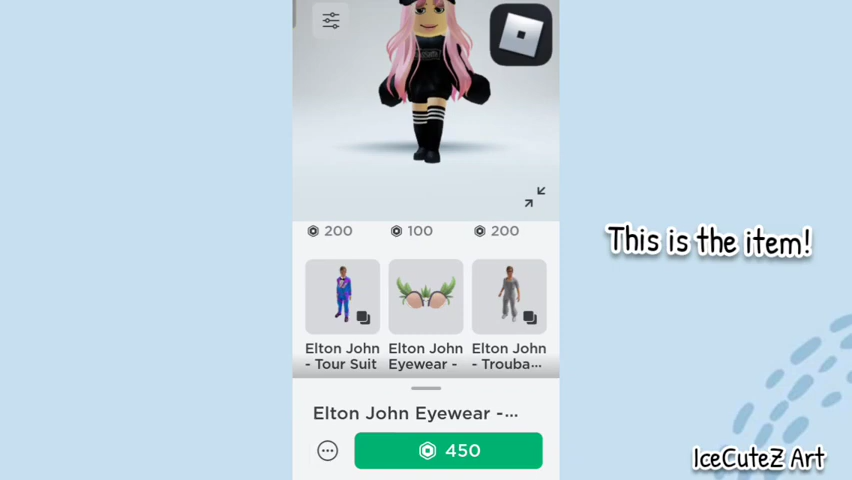 200
100
200
This is the item!
Elton John
- Tour Suit
Elton John
Eyewear -
Elton John
- Trouba...
Elton John Eyewear -...
450
IceCuteZ Art